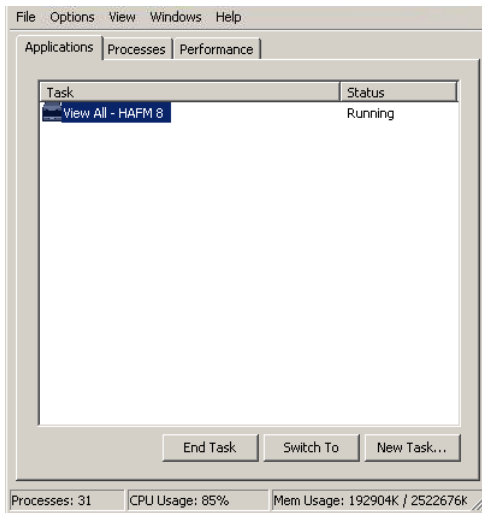 File Options View Windows Help
Applications Processes Performance
Task Status
View All - HAFM 8 Running
End Task Switch To New Task...
Processes: 31 CPU Usage: 85% Mem Usage: 192904K / 2522676K